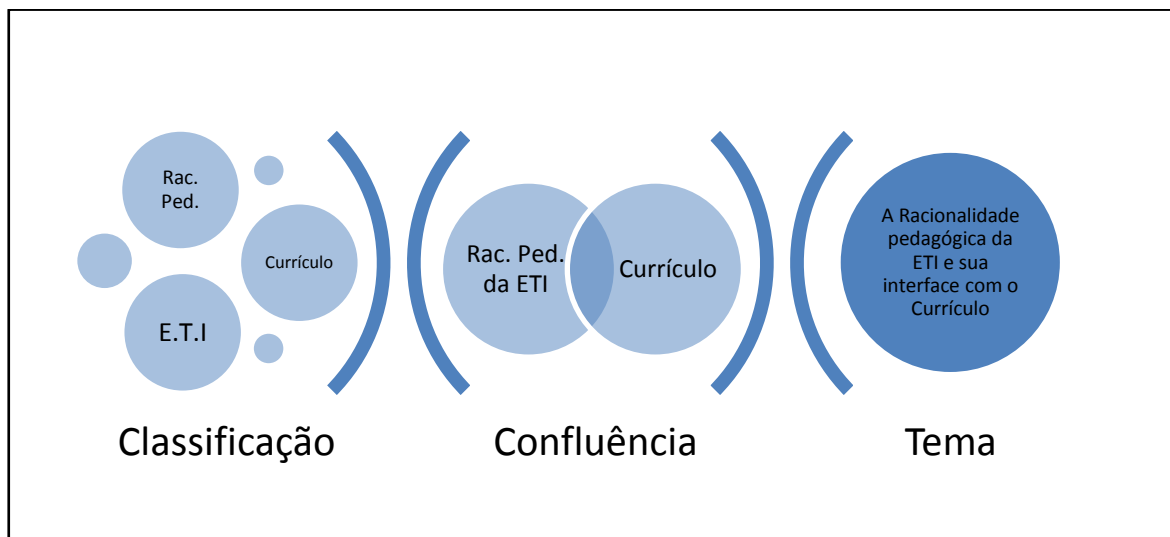 Rac.
Ped.
Currículo
E.T.I
Classificação
Rac. Ped.
da ETI
Currículo
Confluência
A Racionalidade
pedagógica da
ETI e sua
interface com o
Currículo
Tema